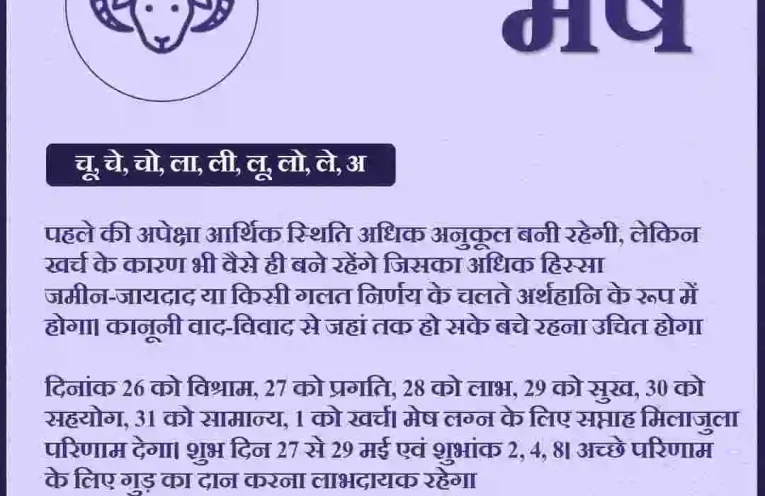 मेष
चू, चे, चो, ला, ली, लू, लो, ले, अ
पहले की अपेक्षा आर्थिक स्थिति अधिक अनुकूल बनी रहेगी, लेकिन
खर्च के कारण भी वैसे ही बने रहेंगे जिसका अधिक हिस्सा
जमीन-जायदाद या किसी गलत निर्णय के चलते अर्थहानि के रूप में
होगा। कानूनी वाद-विवाद से जहां तक हो सके बचे रहना उचित होगा
दिनांक 26 को विश्राम, 27 को प्रगति, 28 को लाभ, 29 को सुख, 30 को
सहयोग, 31 को सामान्य, 1 को खर्च। मेष लग्न के लिए सप्ताह मिलाजुला
परिणाम देगा। शुभ दिन 27 से 29 मई एवं शुभांक 2, 4, 8। अच्छे परिणाम
के लिए गुड़ का दान करना लाभदायक रहेगा